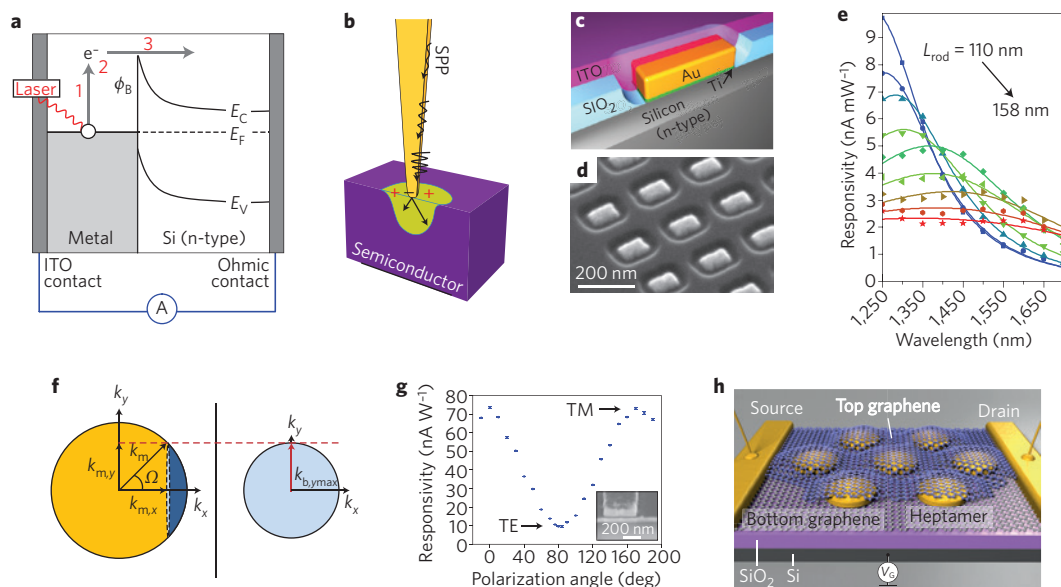 a
Laser
1
2
3
e⁻
ϕB
EC
EF
EV
Metal
Si (n-type)
ITO
contact
Ohmic
contact
A
b
SPP
+ − +
Semiconductor
c
ITO
Au
SiO2
Ti
Silicon
(n-type)
d
200 nm
e
Responsivity (nA mW−1)
9
8
7
6
5
4
3
2
1
0
Lrod = 110 nm
158 nm
1,250
1,350
1,450
1,550
1,650
Wavelength (nm)
f
ky
km
km,y
Ω
km,x
kx
ky
kb,ymax
kx
g
Responsivity (nA W−1)
80
70
60
50
40
30
20
10
0
TM
TE
200 nm
0 40 80 120 160 200
Polarization angle (deg)
h
Source
Top graphene
Drain
Bottom graphene
Heptamer
SiO2
Si
VG